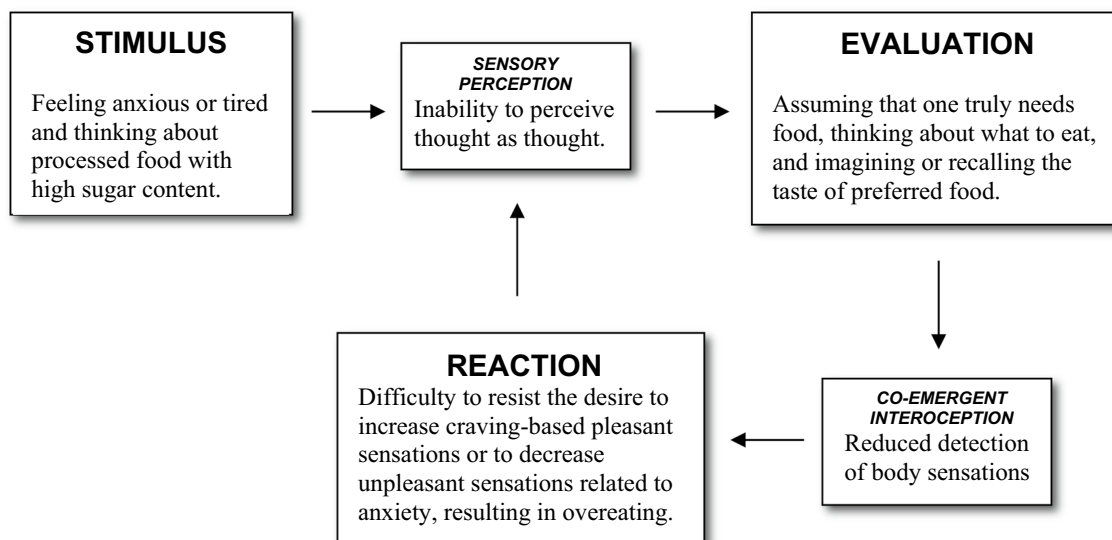 STIMULUS
Feeling anxious or tired
and thinking about
processed food with
high sugar content.
SENSORY
PERCEPTION
Inability to perceive
thought as thought.
EVALUATION
Assuming that one truly needs
food, thinking about what to eat,
and imagining or recalling the
taste of preferred food.
CO-EMERGENT
INTEROCEPTION
Reduced detection
of body sensations
REACTION
Difficulty to resist the desire to
increase craving-based pleasant
sensations or to decrease
unpleasant sensations related to
anxiety, resulting in overeating.